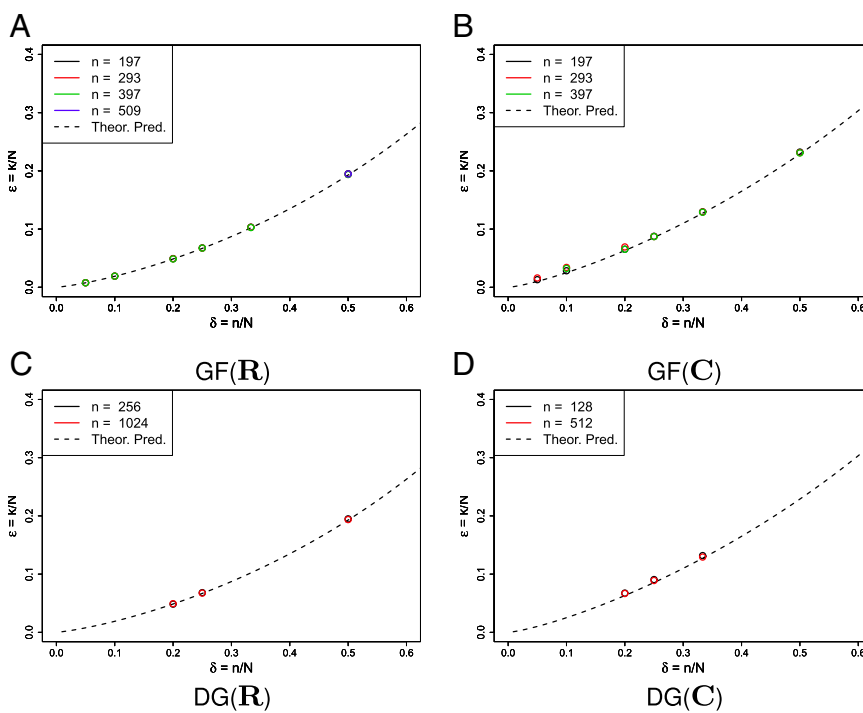 A
n = 197
n = 293
n = 397
n = 509
Theor. Pred.
ε = κ/N
0.0 0.1 0.2 0.3 0.4
0.0 0.1 0.2 0.3 0.4 0.5 0.6
δ = n/N
GF(R)
B
n = 197
n = 293
n = 397
Theor. Pred.
ε = κ/N
0.0 0.1 0.2 0.3 0.4
0.0 0.1 0.2 0.3 0.4 0.5 0.6
δ = n/N
GF(C)
C
n = 256
n = 1024
Theor. Pred.
ε = κ/N
0.0 0.1 0.2 0.3 0.4
0.0 0.1 0.2 0.3 0.4 0.5 0.6
δ = n/N
DG(R)
D
n = 128
n = 512
Theor. Pred.
ε = κ/N
0.0 0.1 0.2 0.3 0.4
0.0 0.1 0.2 0.3 0.4 0.5 0.6
δ = n/N
DG(C)